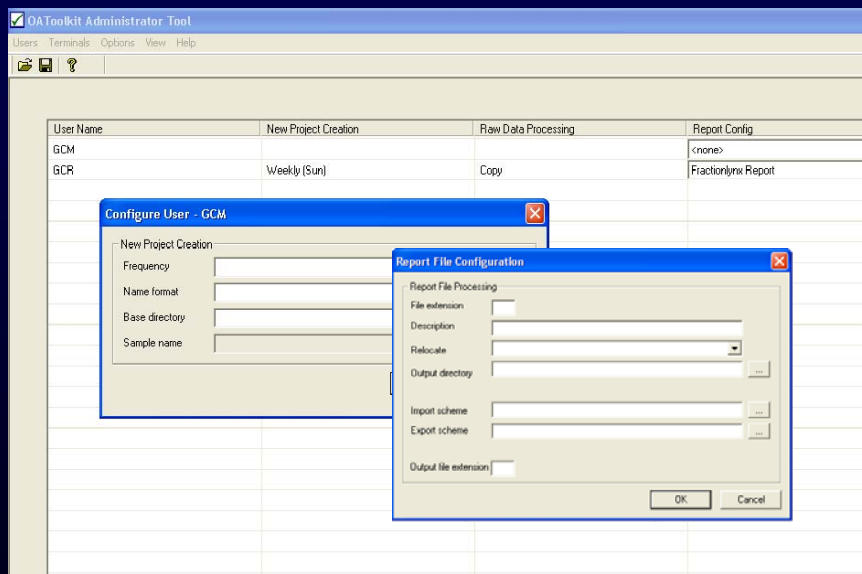 OAToolkit Administrator Tool
Users Terminals Options View Help
User Name New Project Creation Raw Data Processing Report Config
GCM <none>
GCR Weekly (Sun) Copy Fractionlynx Report
Configure User - GCM
New Project Creation
Frequency
Name format
Base directory
Sample name
Report File Configuration
Report File Processing
File extension
Description
Relocate
Output directory ...
Import scheme ...
Export scheme ...
Output file extension
OK Cancel